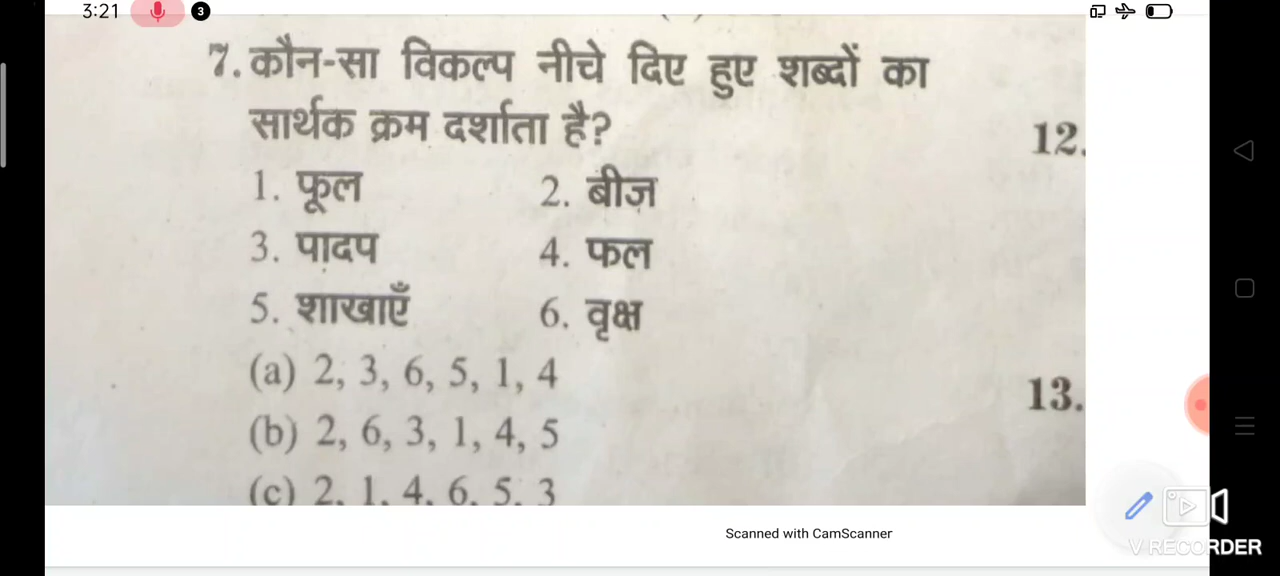 3:21
3
7. कौन-सा विकल्प नीचे दिए हुए शब्दों का
सार्थक क्रम दर्शाता है?
12.
1. फूल 2. बीज
3. पादप 4. फल
5. शाखाएँ 6. वृक्ष
(a) 2, 3, 6, 5, 1, 4
13.
(b) 2, 6, 3, 1, 4, 5
(c) 2, 1, 4, 6, 5, 3
Scanned with CamScanner
V RECORDER